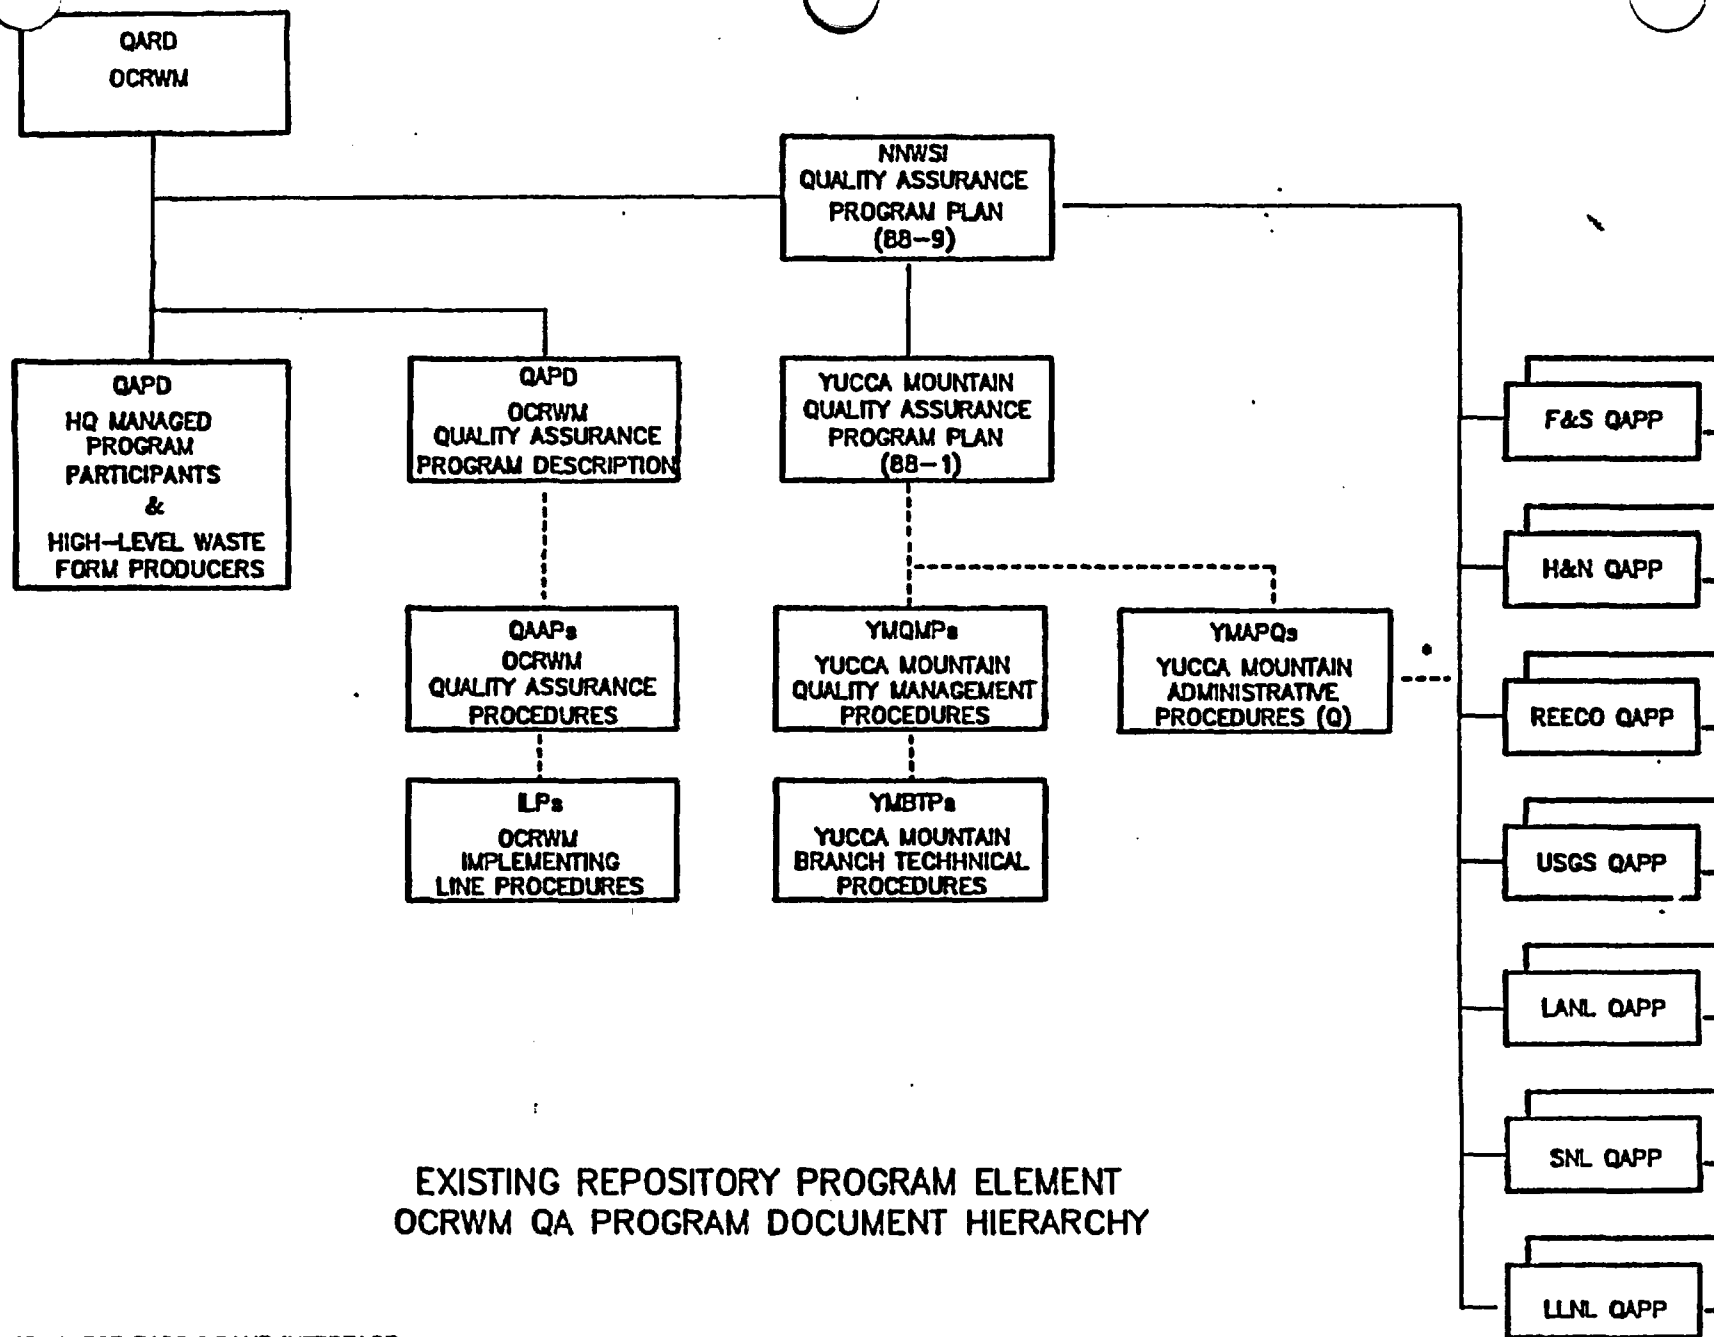 QARD
OCRWM
NNWSI
QUALITY ASSURANCE
PROGRAM PLAN
(88-9)
QAPD
HQ MANAGED
PROGRAM
PARTICIPANTS
&
HIGH-LEVEL WASTE
FORM PRODUCERS
QAPD
OCRWM
QUALITY ASSURANCE
PROGRAM DESCRIPTION
YUCCA MOUNTAIN
QUALITY ASSURANCE
PROGRAM PLAN
(88-1)
QAAPs
OCRWM
QUALITY ASSURANCE
PROCEDURES
YMQMPs
YUCCA MOUNTAIN
QUALITY MANAGEMENT
PROCEDURES
YMAPQs
YUCCA MOUNTAIN
ADMINISTRATIVE
PROCEDURES (Q)
*
ILPs
OCRWM
IMPLEMENTING
LINE PROCEDURES
YMBTPs
YUCCA MOUNTAIN
BRANCH TECHHNICAL
PROCEDURES
F&S QAPP
H&N QAPP
REECO QAPP
USGS QAPP
LANL QAPP
SNL QAPP
LLNL QAPP
EXISTING REPOSITORY PROGRAM ELEMENT
OCRWM QA PROGRAM DOCUMENT HIERARCHY